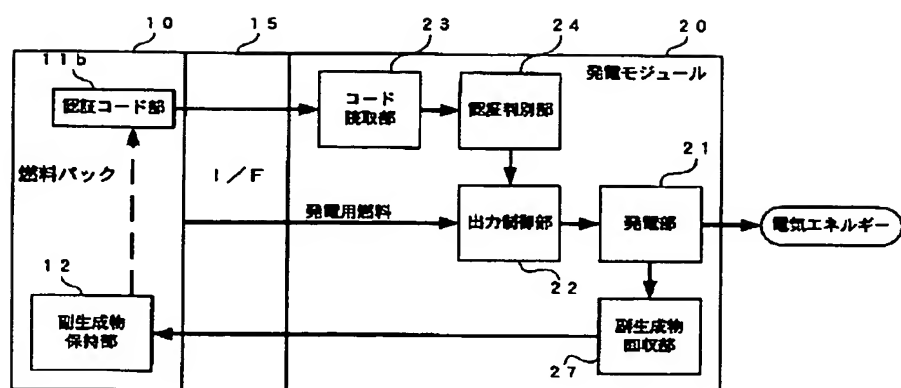 10
15
23
24
20
発電モジュール
11b
認証コード部
コード
読取部
認証判別部
21
燃料パック
I/F
発電用燃料
出力制御部
発電部
電気エネルギー
12
22
副生成物
保持部
副生成物
回収部
27